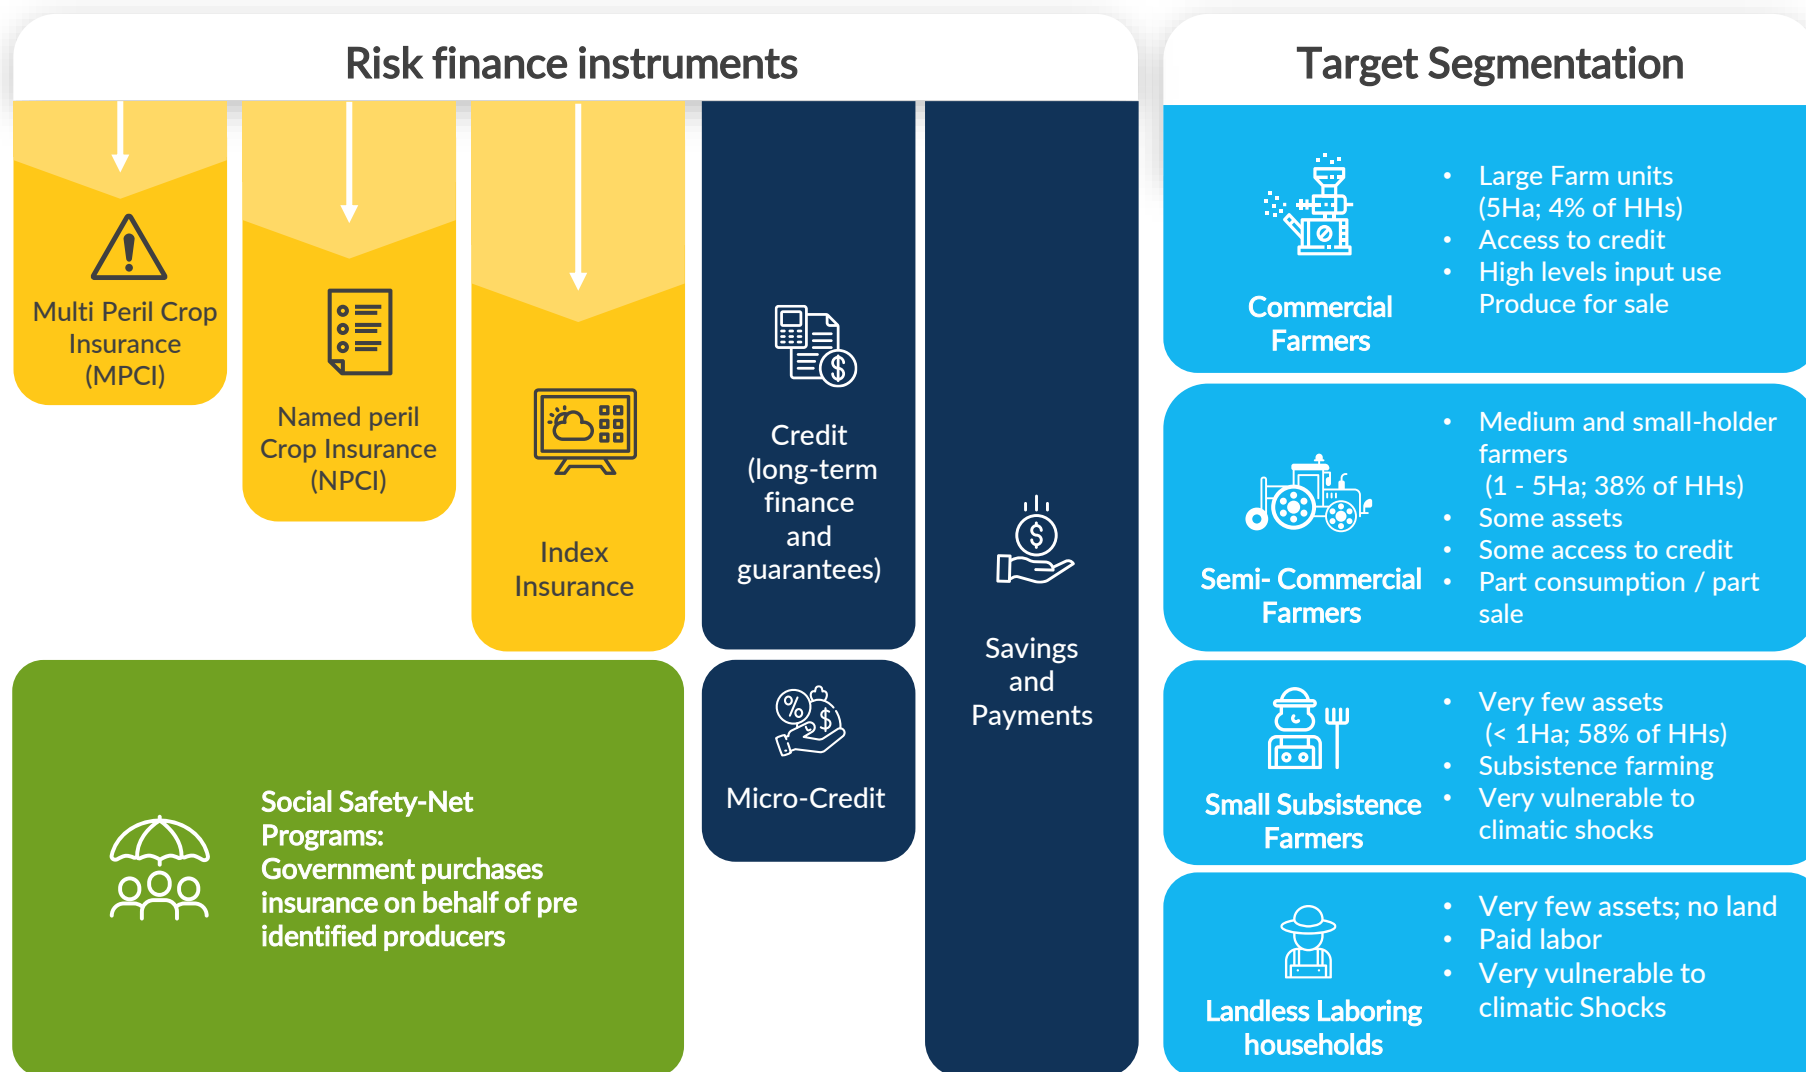 Risk finance instruments
Multi Peril Crop
Insurance
(MPCI)
Named peril
Crop Insurance
(NPCI)
Index
Insurance
Credit
(long-term
finance
and
guarantees)
Savings
and
Payments
Micro-Credit
Social Safety-Net
Programs:
Government purchases
insurance on behalf of pre
identified producers
Target Segmentation
Commercial
Farmers
• Large Farm units
(5Ha; 4% of HHs)
• Access to credit
• High levels input use
Produce for sale
Semi- Commercial
Farmers
• Medium and small-holder
farmers
(1 - 5Ha; 38% of HHs)
• Some assets
• Some access to credit
• Part consumption / part
sale
Small Subsistence
Farmers
• Very few assets
(< 1Ha; 58% of HHs)
• Subsistence farming
• Very vulnerable to
climatic shocks
Landless Laboring
households
• Very few assets; no land
• Paid labor
• Very vulnerable to
climatic Shocks